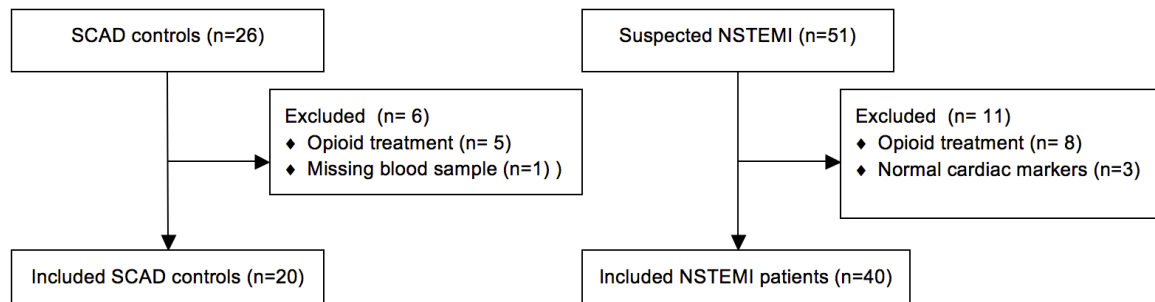 SCAD controls (n=26)
Suspected NSTEMI (n=51)
Excluded (n= 6)
♦ Opioid treatment (n= 5)
♦ Missing blood sample (n=1) )
Excluded (n= 11)
♦ Opioid treatment (n= 8)
♦ Normal cardiac markers (n=3)
Included SCAD controls (n=20)
Included NSTEMI patients (n=40)